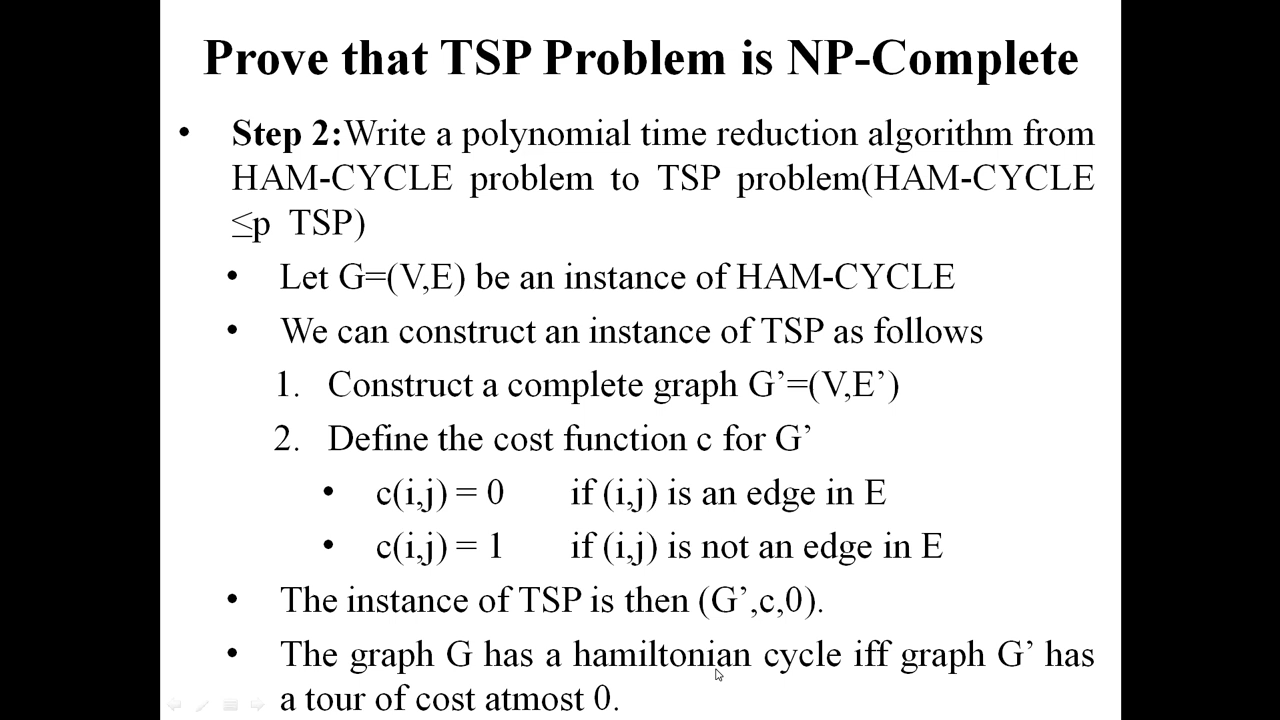 Prove that TSP Problem is NP-Complete
• Step 2:Write a polynomial time reduction algorithm from
HAM-CYCLE problem to TSP problem(HAM-CYCLE
≤p TSP)
• Let G=(V,E) be an instance of HAM-CYCLE
• We can construct an instance of TSP as follows
1. Construct a complete graph G’=(V,E’)
2. Define the cost function c for G’
• c(i,j) = 0 if (i,j) is an edge in E
• c(i,j) = 1 if (i,j) is not an edge in E
• The instance of TSP is then (G’,c,0).
• The graph G has a hamiltonian cycle iff graph G’ has
a tour of cost atmost 0.